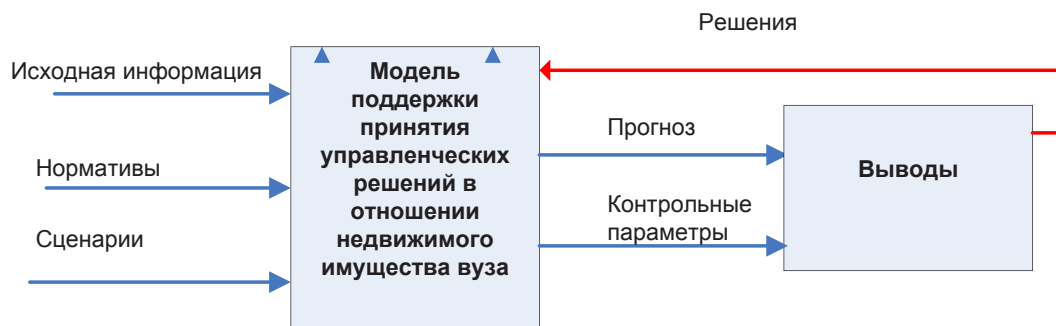 Решения
Исходная информация
Нормативы
Сценарии
Модель
поддержки
принятия
управленческих
решений в
отношении
недвижимого
имущества вуза
Прогноз
Контрольные
параметры
Выводы